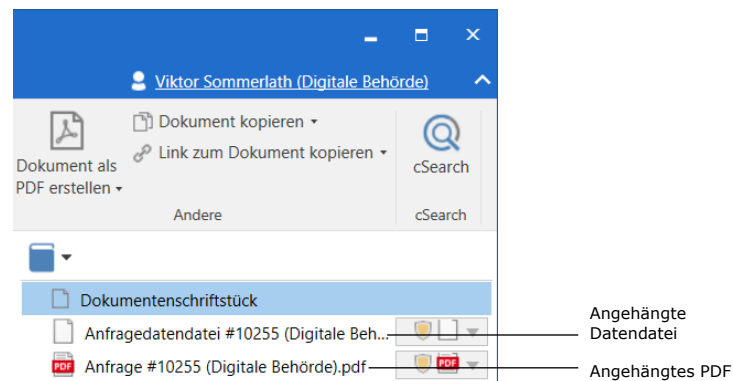 Viktor Sommerlath (Digitale Behörde)
Dokument als
PDF erstellen
Dokument kopieren
Link zum Dokument kopieren
cSearch
Andere
cSearch
Dokumentenschriftstück
Anfragedatendatei #10255 (Digitale Beh...
PDF Anfrage #10255 (Digitale Behörde).pdf
PDF
Angehängte
Datendatei
Angehängtes PDF